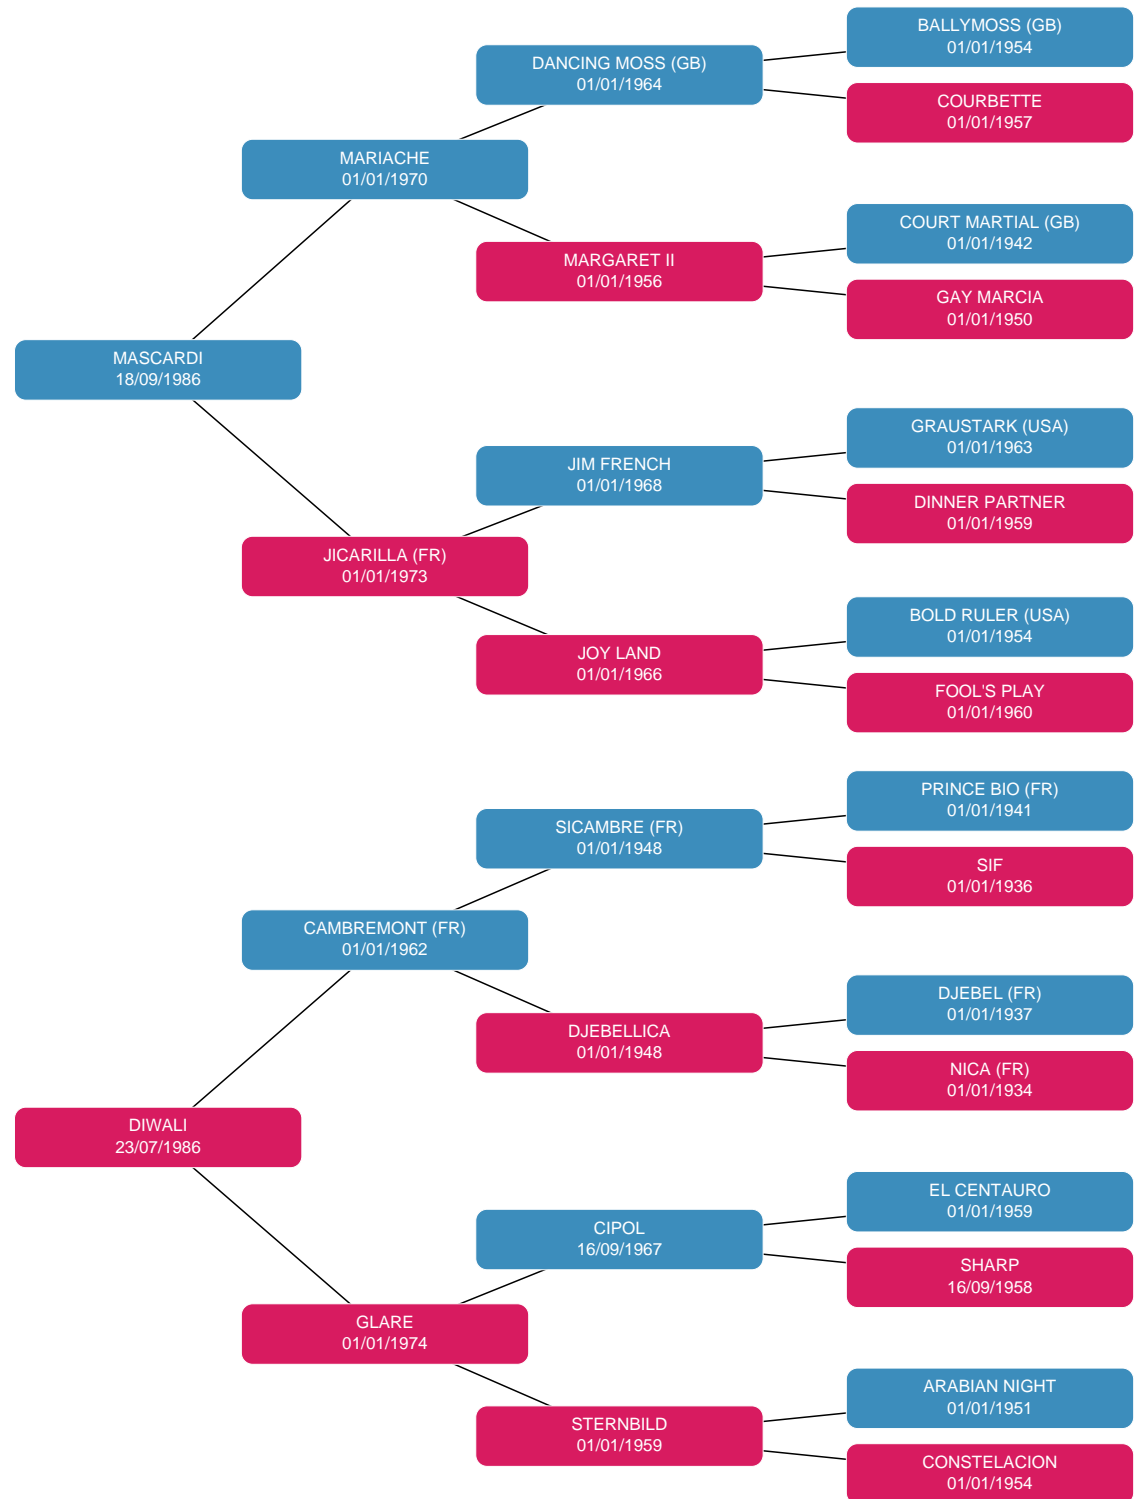 BALLYMOSS (GB)
01/01/1954
DANCING MOSS (GB)
01/01/1964
COURBETTE
01/01/1957
MARIACHE
01/01/1970
COURT MARTIAL (GB)
01/01/1942
MARGARET II
01/01/1956
GAY MARCIA
01/01/1950
MASCARDI
18/09/1986
GRAUSTARK (USA)
01/01/1963
JIM FRENCH
01/01/1968
DINNER PARTNER
01/01/1959
JICARILLA (FR)
01/01/1973
BOLD RULER (USA)
01/01/1954
JOY LAND
01/01/1966
FOOL'S PLAY
01/01/1960
PRINCE BIO (FR)
01/01/1941
SICAMBRE (FR)
01/01/1948
SIF
01/01/1936
CAMBREMONT (FR)
01/01/1962
DJEBEL (FR)
01/01/1937
DJEBELLICA
01/01/1948
NICA (FR)
01/01/1934
DIWALI
23/07/1986
EL CENTAURO
01/01/1959
CIPOL
16/09/1967
SHARP
16/09/1958
GLARE
01/01/1974
ARABIAN NIGHT
01/01/1951
STERNBILD
01/01/1959
CONSTELACION
01/01/1954